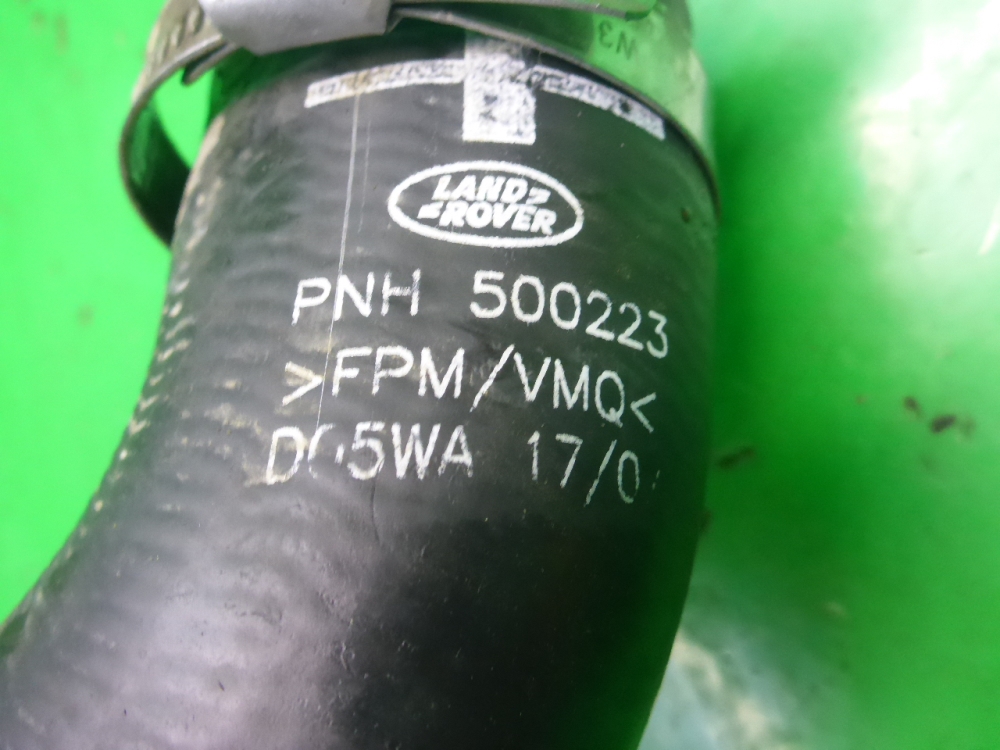 LAND
ROVER
PNH 500223
>FPM/VMQ<